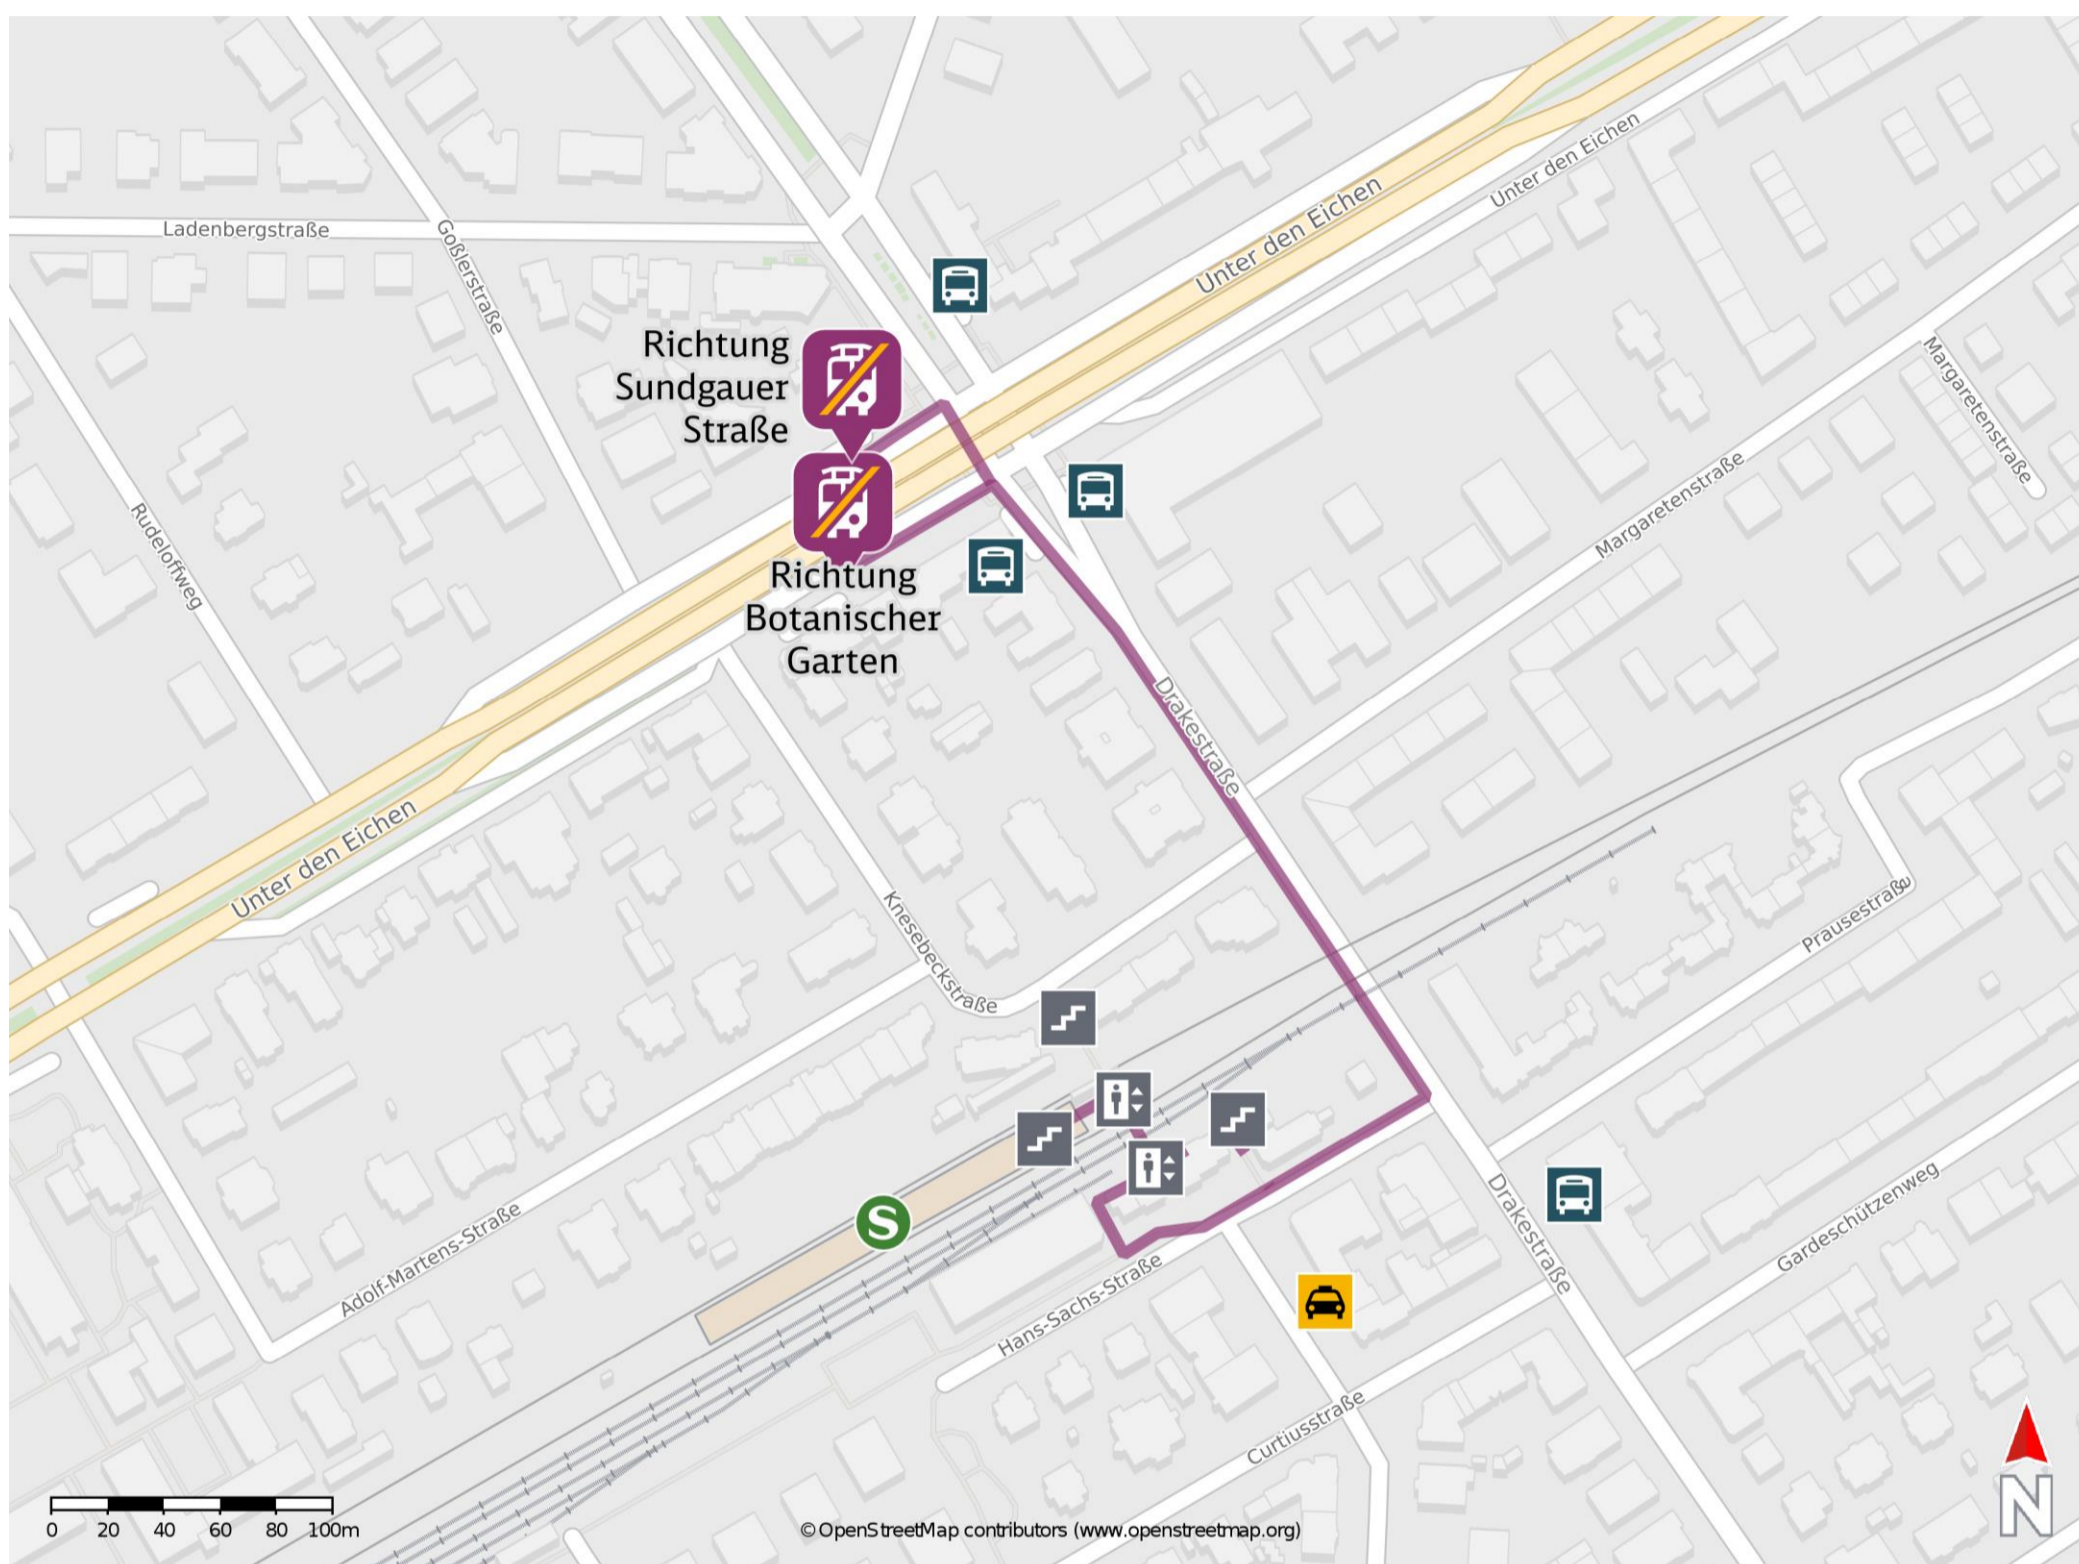 Unter den Eichen
Unter den Eichen
Ladenbergstraße
Goßlerstraße
Richtung
Sundgauer
Straße
Margaretenstraße
Margaretenstraße
Rudeloffweg
Richtung
Botanischer
Garten
Drakestraße
Unter den Eichen
Knesebeckstraße
Prausestraße
S
Adolf-Martens-Straße
Drakestraße
Gardeschützenweg
Hans-Sachs-Straße
Curtiusstraße
N
0 20 40 60 80 100m
© OpenStreetMap contributors (www.openstreetmap.org)